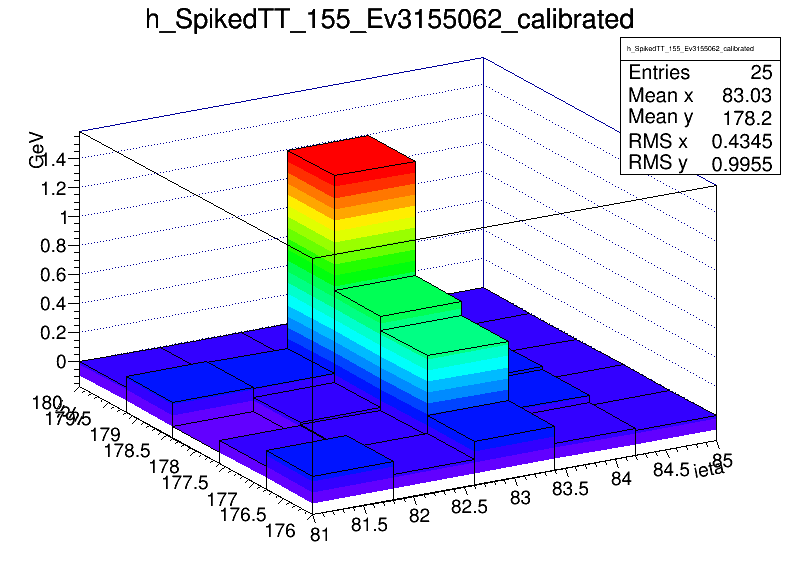 h_SpikedTT_155_Ev3155062_calibrated
h_SpikedTT_155_Ev3155062_calibrated
Entries 25
Mean x 83.03
Mean y 178.2
RMS x 0.4345
RMS y 0.9955
GeV
1.4
1.2
1
0.8
0.6
0.4
0.2
0
180
179.5
179
178.5
178
177.5
177
176.5
176
81
81.5
82
82.5
83
83.5
84
84.5
85
ieta